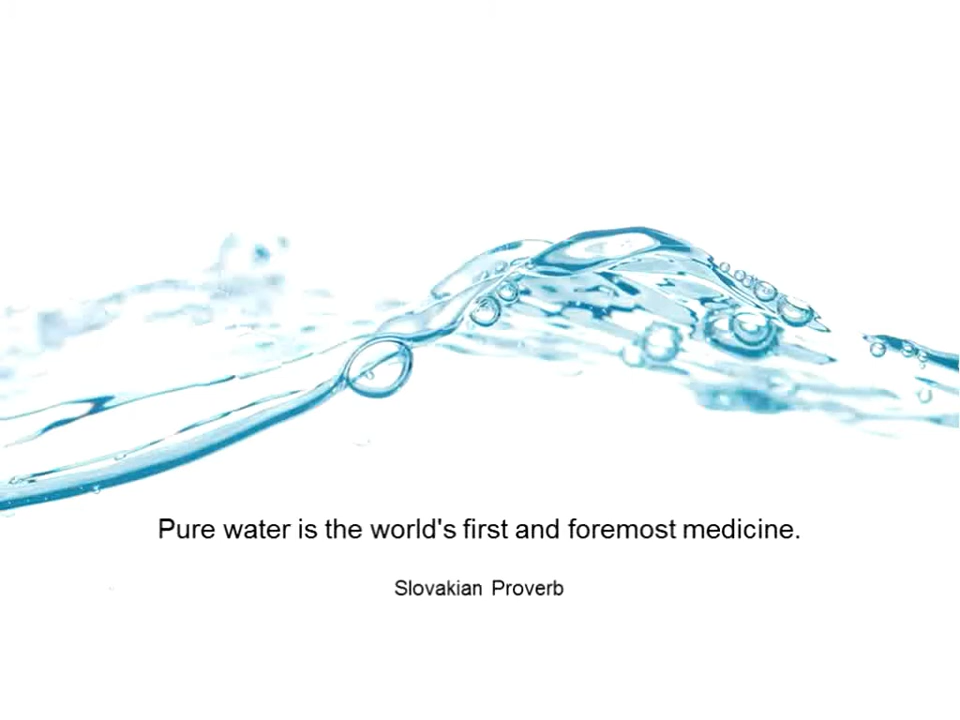 Pure water is the world's first and foremost medicine.
Slovakian Proverb